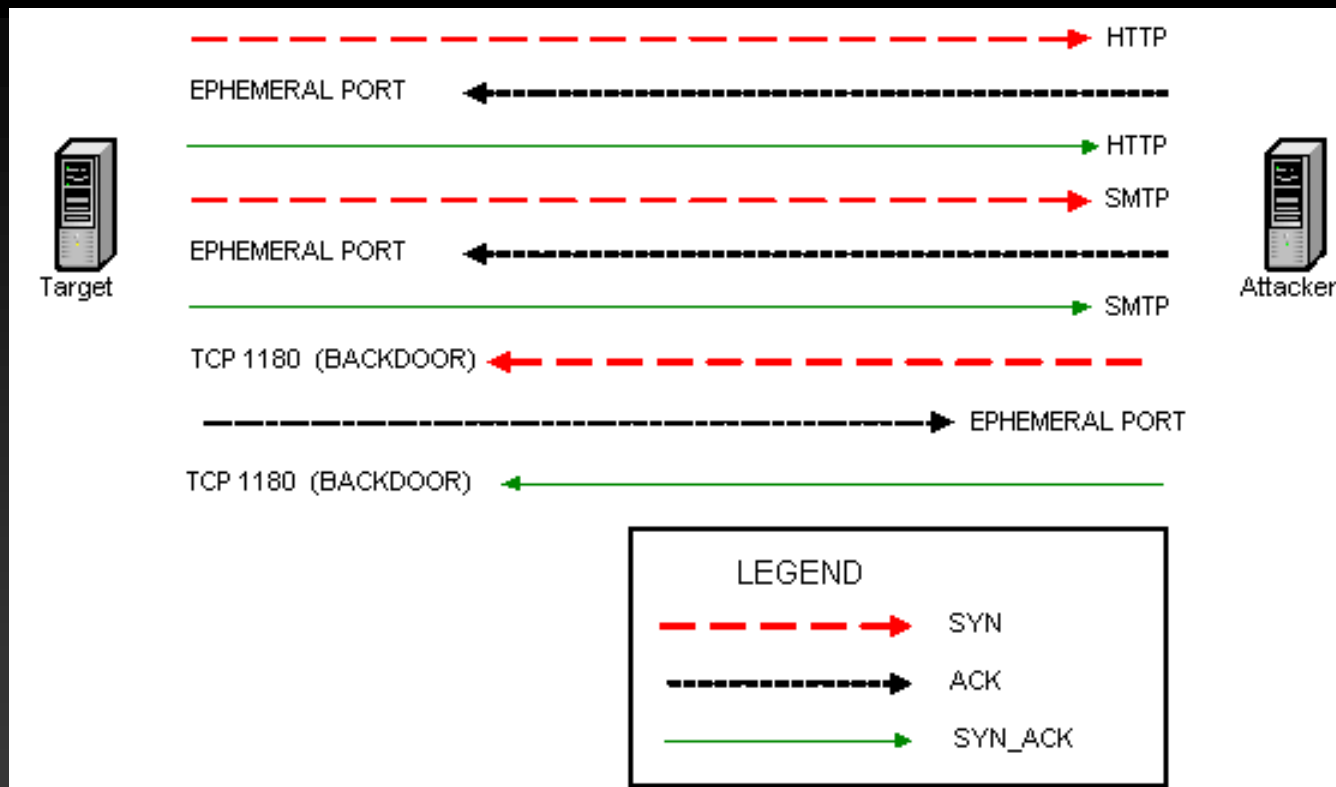 HTTP
EPHEMERAL PORT
HTTP
SMTP
EPHEMERAL PORT
Target
Attacker
SMTP
TCP 1180 (BACKDOOR)
EPHEMERAL PORT
TCP 1180 (BACKDOOR)
LEGEND
SYN
ACK
SYN_ACK